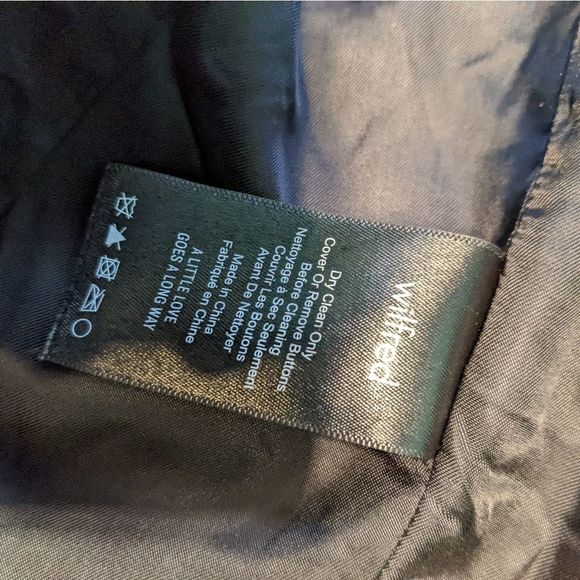 wilfred
Dry Clean Only
Cover Or Remove Buttons
Before Cleaning
Nettoyage à Sec Seulement
Couvrir Les Boutons
Avant De Nettoyer
Made in China
Fabriqué en Chine
A LITTLE LOVE
GOES A LONG WAY